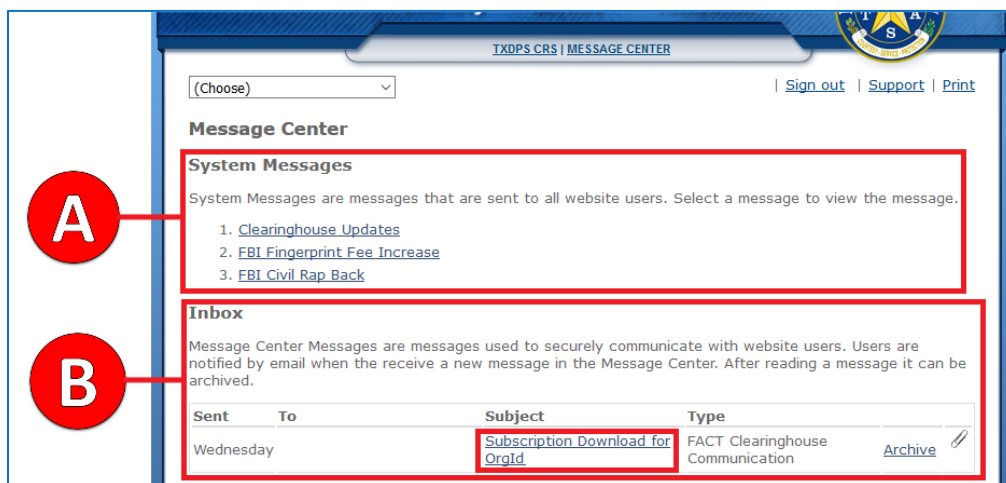 T A
S
COURTESY · SERVICE · PROTECTION
TXDPS CRS | MESSAGE CENTER
(Choose)
| Sign out | Support | Print
Message Center
A
System Messages
System Messages are messages that are sent to all website users. Select a message to view the message.
1. Clearinghouse Updates
2. FBI Fingerprint Fee Increase
3. FBI Civil Rap Back
B
Inbox
Message Center Messages are messages used to securely communicate with website users. Users are
notified by email when the receive a new message in the Message Center. After reading a message it can be
archived.
Sent To Subject Type
Wednesday Subscription Download for OrgId FACT Clearinghouse Communication Archive